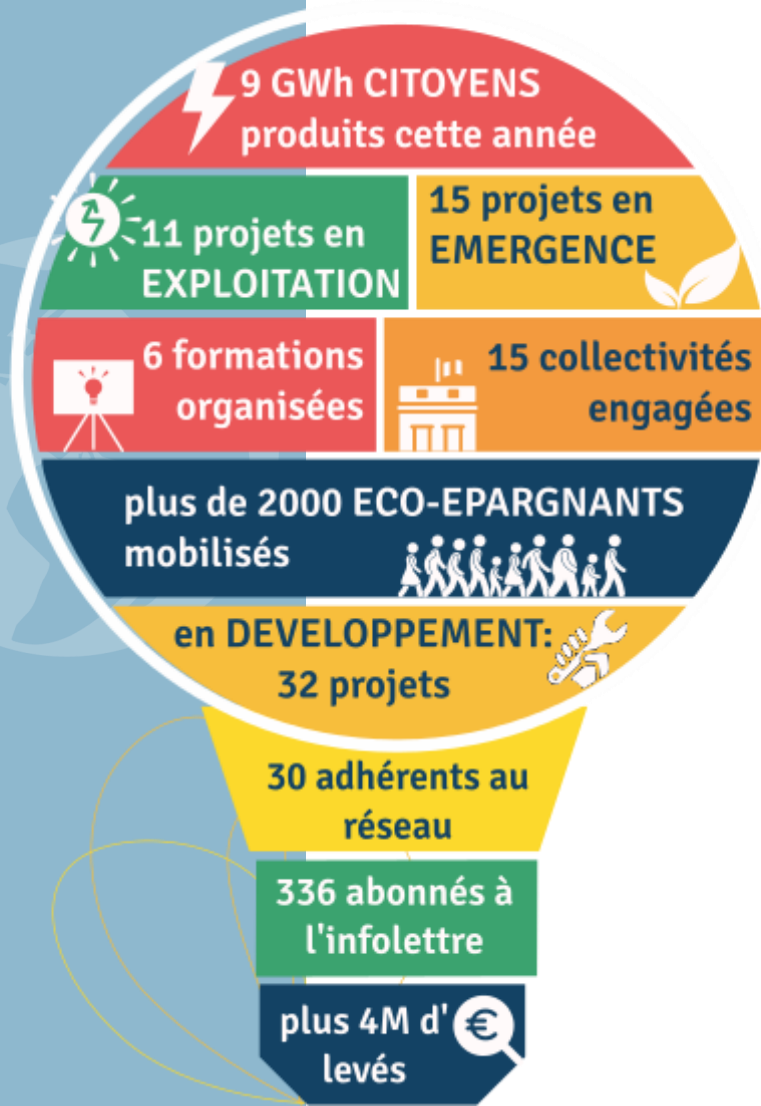 9 GWh CITOYENS
produits cette année
11 projets en
EXPLOITATION
15 projets en
EMERGENCE
6 formations
organisées
15 collectivités
engagées
plus de 2000 ECO-EPARGNANTS
mobilisés
en DEVELOPPEMENT:
32 projets
30 adhérents au
réseau
336 abonnés à
l'infolettre
plus 4M d'€
levés